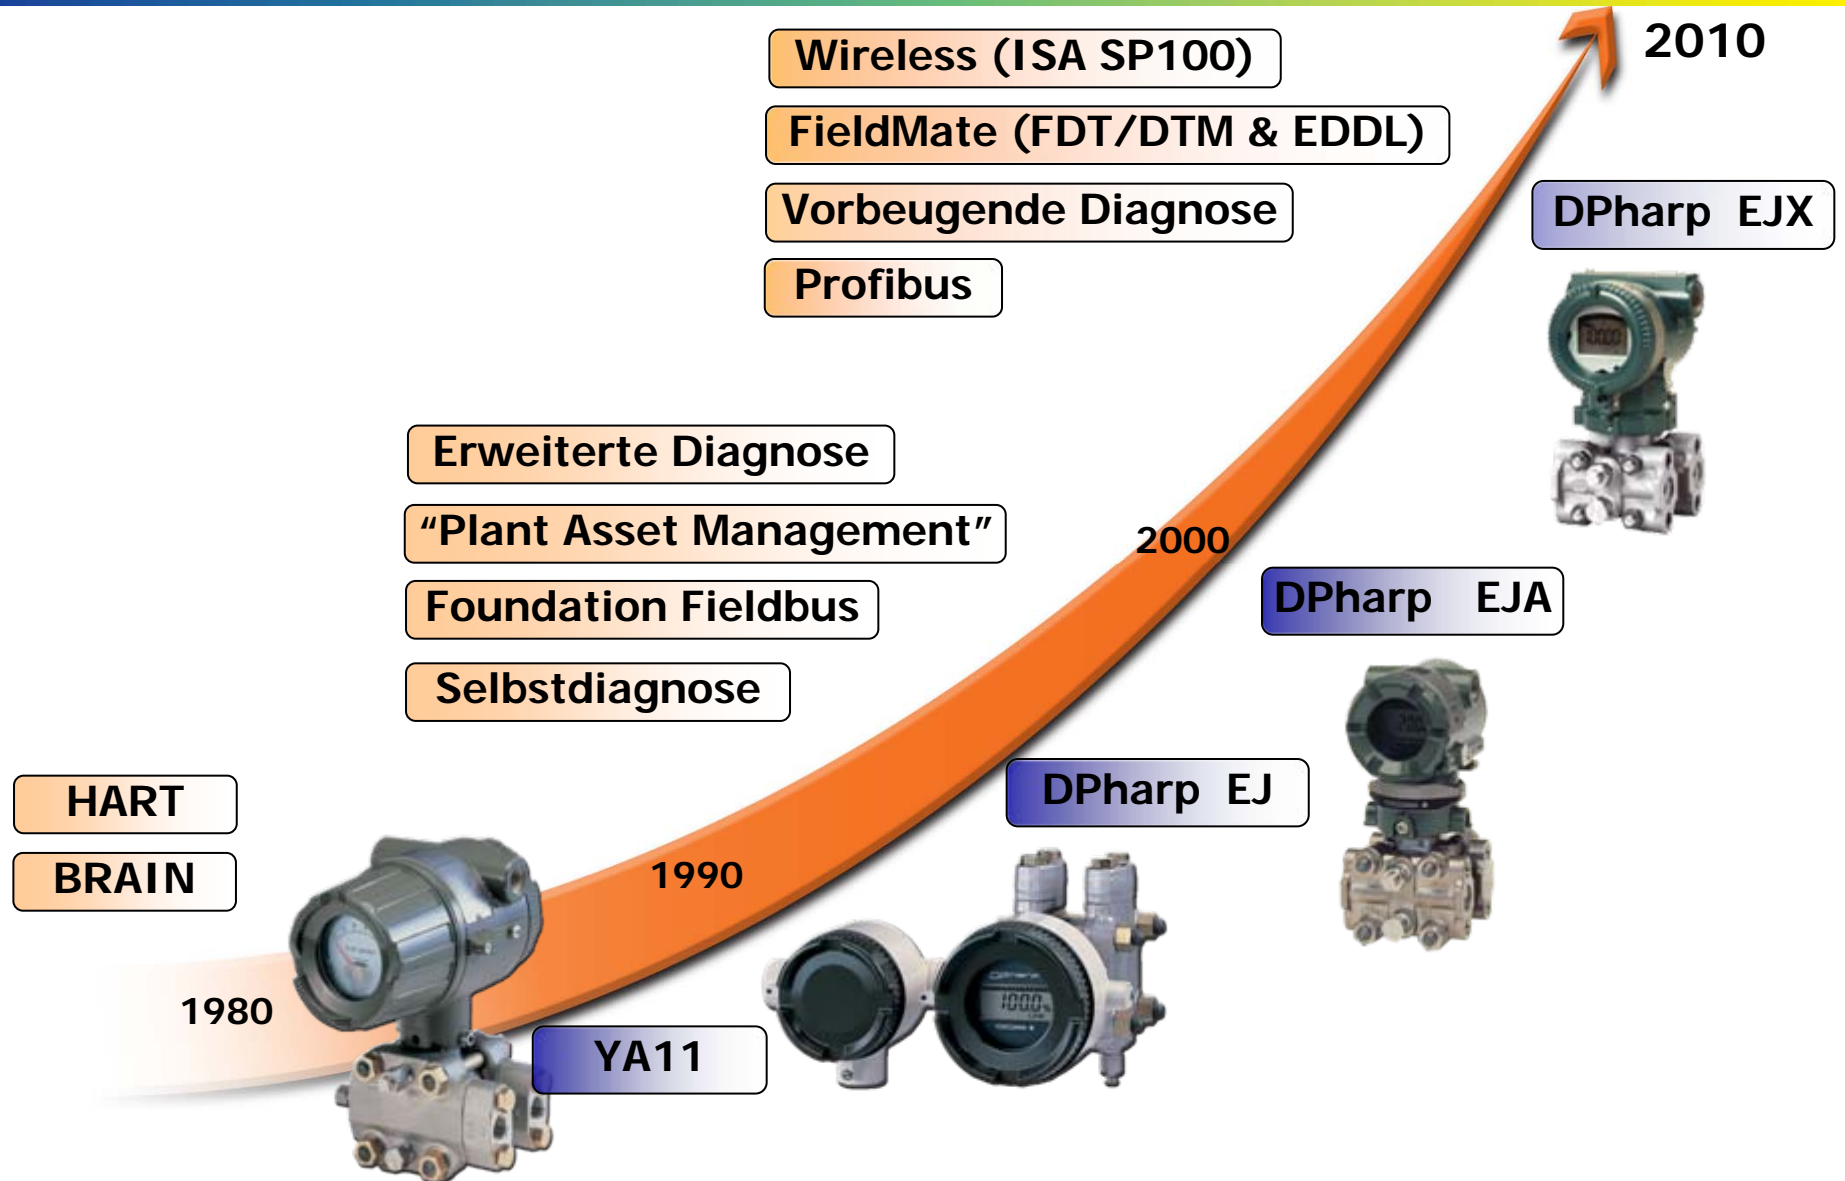 2010
Wireless (ISA SP100)
FieldMate (FDT/DTM & EDDL)
Vorbeugende Diagnose
Profibus
DPharp EJX
Erweiterte Diagnose
“Plant Asset Management”
Foundation Fieldbus
Selbstdiagnose
2000
DPharp EJA
HART
BRAIN
1990
DPharp EJ
1980
YA11